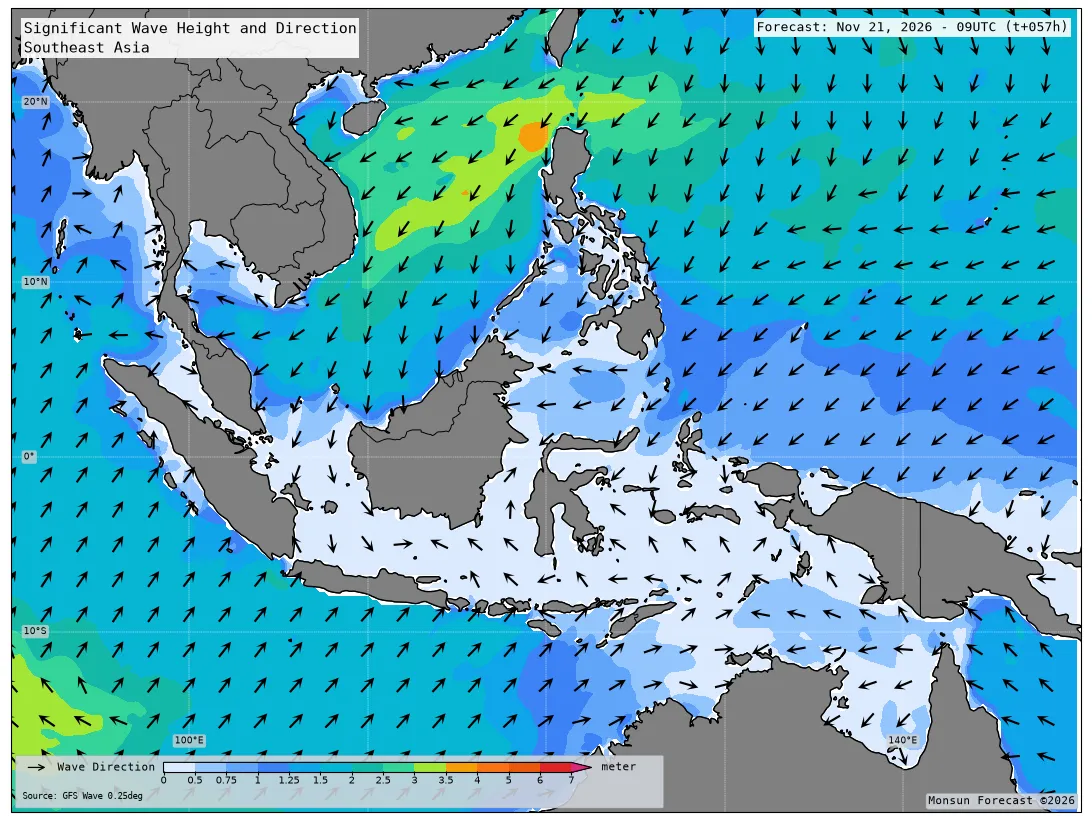 Significant Wave Height and Direction
Southeast Asia
Forecast: Nov 21, 2026 - 09UTC (t+057h)
20°N
10°N
0°
10°S
100°E
140°E
Wave Direction
0 0.5 0.75 1 1.25 1.5 2 2.5 3 3.5 4 5 6 7
meter
Source: GFS Wave 0.25deg
Monsun Forecast ©2026